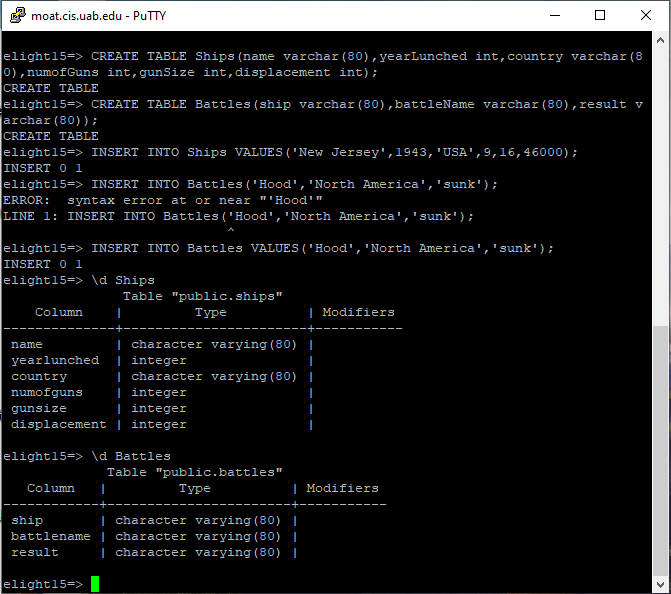 moat.cis.uab.edu - PuTTY
elight15=> CREATE TABLE Ships(name varchar(80),yearLunched int,country varchar(8
0),numofGuns int,gunSize int,displacement int);
CREATE TABLE
elight15=> CREATE TABLE Battles(ship varchar(80),battleName varchar(80),result v
archar(80));
CREATE TABLE
elight15=> INSERT INTO Ships VALUES('New Jersey',1943,'USA',9,16,46000);
INSERT 0 1
elight15=> INSERT INTO Battles('Hood','North America','sunk');
ERROR:  syntax error at or near "'Hood'"
LINE 1: INSERT INTO Battles('Hood','North America','sunk');
                            ^
elight15=> INSERT INTO Battles VALUES('Hood','North America','sunk');
INSERT 0 1
elight15=> \d Ships
               Table "public.ships"
    Column    |         Type          | Modifiers
--------------+-----------------------+-----------
 name         | character varying(80) |
 yearlunched  | integer               |
 country      | character varying(80) |
 numofguns    | integer               |
 gunsize      | integer               |
 displacement | integer               |
elight15=> \d Battles
             Table "public.battles"
   Column   |         Type          | Modifiers
------------+-----------------------+-----------
 ship       | character varying(80) |
 battlename | character varying(80) |
 result     | character varying(80) |
elight15=>